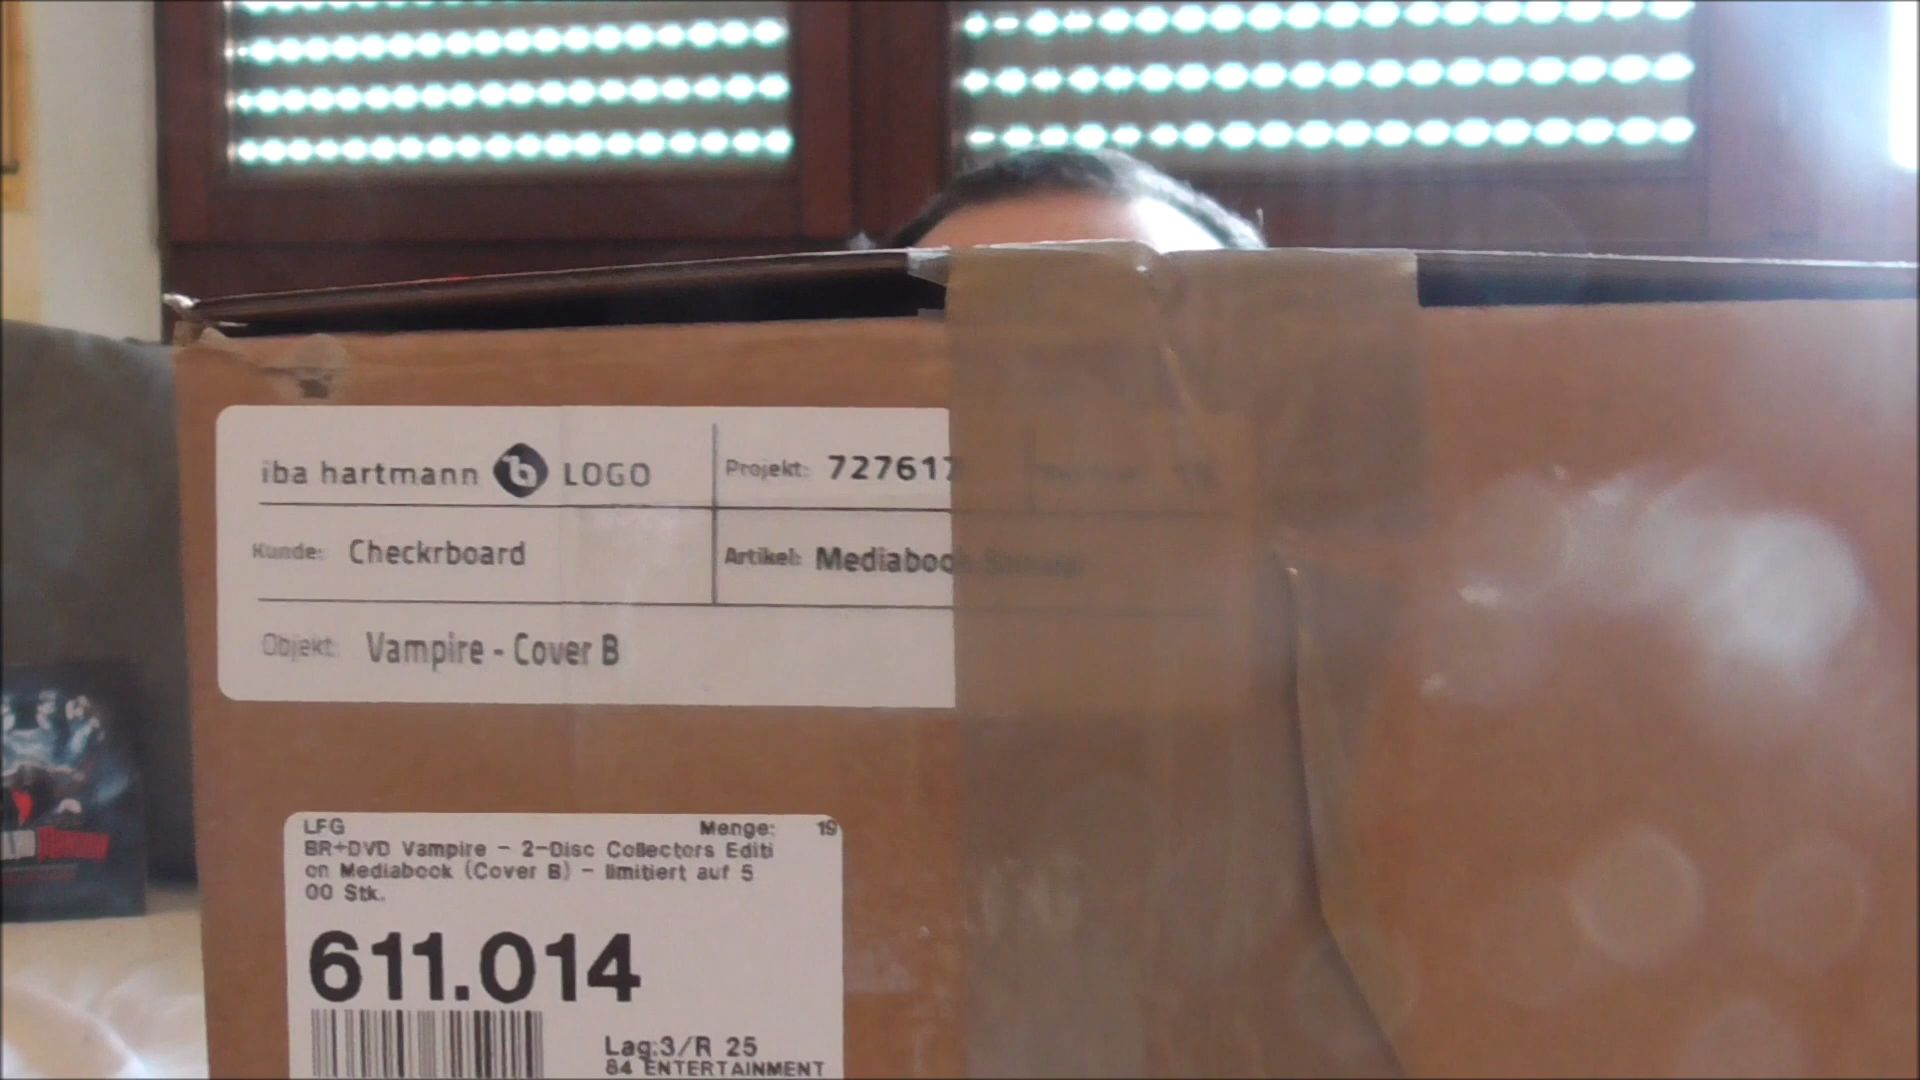 iba hartmann LOGO
Projekt: 727617
Kunde: Checkrboard
Artikel: Mediabook
Objekt: Vampire - Cover B
LFG Menge: 19
BR+DVD Vampire - 2-Disc Collectors Editi
on Mediabook (Cover B) - limitiert auf 5
00 Stk.
611.014
Lag:3/R 25
84 ENTERTAINMENT